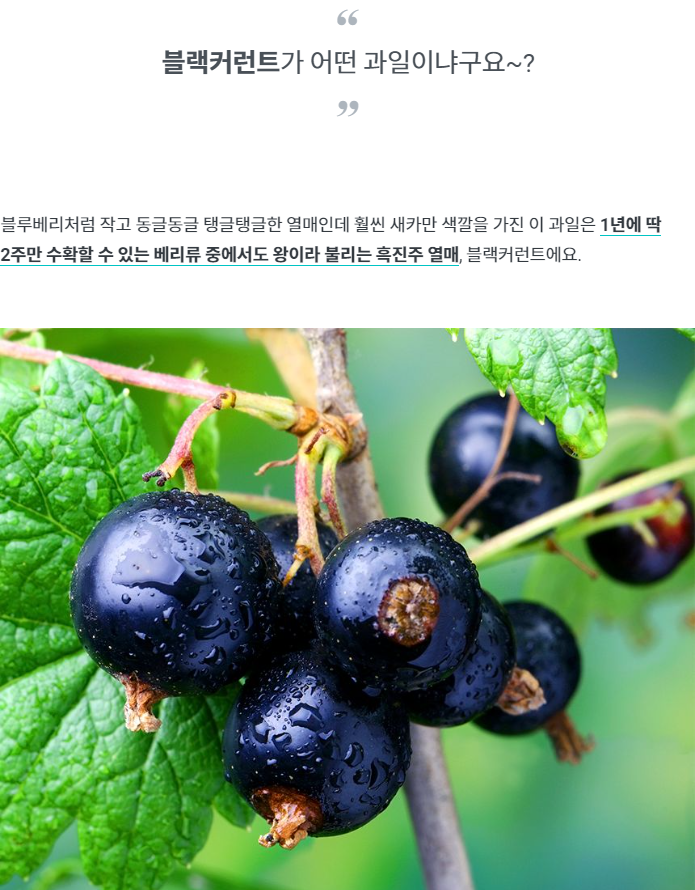 “
블랙커런트가 어떤 과일이냐구요~?
”
블루베리처럼 작고 동글동글 탱글탱글한 열매인데 훨씬 새카만 색깔을 가진 이 과일은 1년에 딱
2주만 수확할 수 있는 베리류 중에서도 왕이라 불리는 흑진주 열매, 블랙커런트에요.